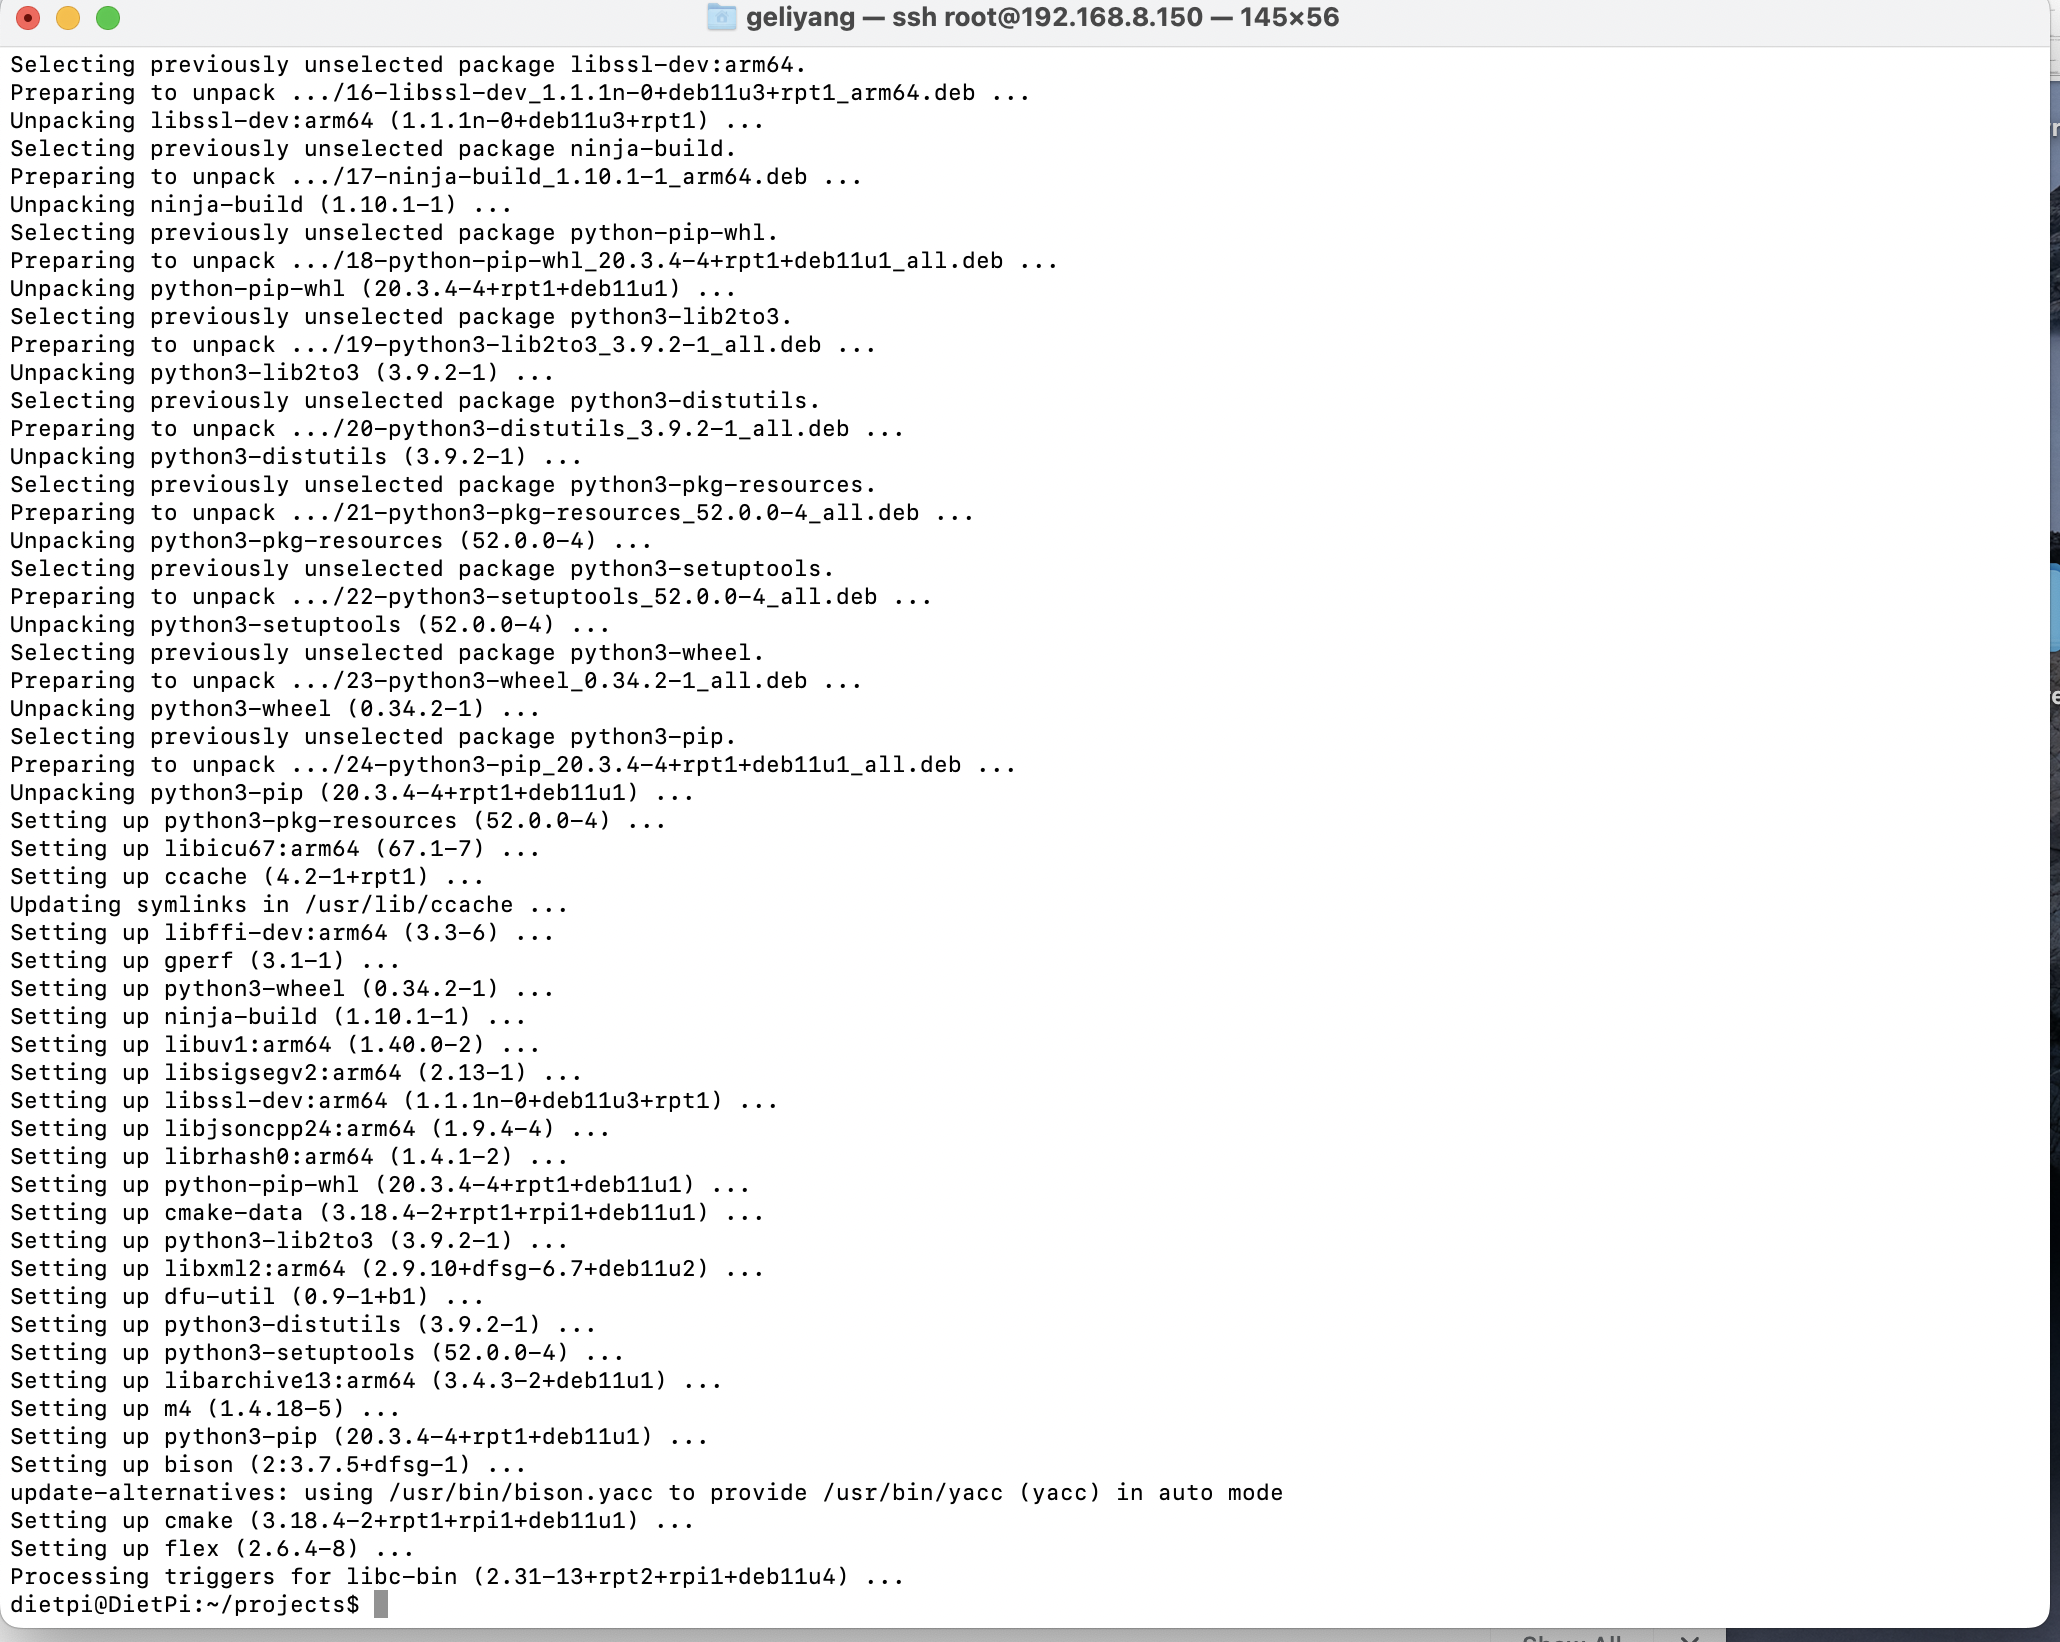 geliyang — ssh root@192.168.8.150 — 145×56
Selecting previously unselected package libssl-dev:arm64.
Preparing to unpack .../16-libssl-dev_1.1.1n-0+deb11u3+rpt1_arm64.deb ...
Unpacking libssl-dev:arm64 (1.1.1n-0+deb11u3+rpt1) ...
Selecting previously unselected package ninja-build.
Preparing to unpack .../17-ninja-build_1.10.1-1_arm64.deb ...
Unpacking ninja-build (1.10.1-1) ...
Selecting previously unselected package python-pip-whl.
Preparing to unpack .../18-python-pip-whl_20.3.4-4+rpt1+deb11u1_all.deb ...
Unpacking python-pip-whl (20.3.4-4+rpt1+deb11u1) ...
Selecting previously unselected package python3-lib2to3.
Preparing to unpack .../19-python3-lib2to3_3.9.2-1_all.deb ...
Unpacking python3-lib2to3 (3.9.2-1) ...
Selecting previously unselected package python3-distutils.
Preparing to unpack .../20-python3-distutils_3.9.2-1_all.deb ...
Unpacking python3-distutils (3.9.2-1) ...
Selecting previously unselected package python3-pkg-resources.
Preparing to unpack .../21-python3-pkg-resources_52.0.0-4_all.deb ...
Unpacking python3-pkg-resources (52.0.0-4) ...
Selecting previously unselected package python3-setuptools.
Preparing to unpack .../22-python3-setuptools_52.0.0-4_all.deb ...
Unpacking python3-setuptools (52.0.0-4) ...
Selecting previously unselected package python3-wheel.
Preparing to unpack .../23-python3-wheel_0.34.2-1_all.deb ...
Unpacking python3-wheel (0.34.2-1) ...
Selecting previously unselected package python3-pip.
Preparing to unpack .../24-python3-pip_20.3.4-4+rpt1+deb11u1_all.deb ...
Unpacking python3-pip (20.3.4-4+rpt1+deb11u1) ...
Setting up python3-pkg-resources (52.0.0-4) ...
Setting up libicu67:arm64 (67.1-7) ...
Setting up ccache (4.2-1+rpt1) ...
Updating symlinks in /usr/lib/ccache ...
Setting up libffi-dev:arm64 (3.3-6) ...
Setting up gperf (3.1-1) ...
Setting up python3-wheel (0.34.2-1) ...
Setting up ninja-build (1.10.1-1) ...
Setting up libuv1:arm64 (1.40.0-2) ...
Setting up libsigsegv2:arm64 (2.13-1) ...
Setting up libssl-dev:arm64 (1.1.1n-0+deb11u3+rpt1) ...
Setting up libjsoncpp24:arm64 (1.9.4-4) ...
Setting up librhash0:arm64 (1.4.1-2) ...
Setting up python-pip-whl (20.3.4-4+rpt1+deb11u1) ...
Setting up cmake-data (3.18.4-2+rpt1+rpi1+deb11u1) ...
Setting up python3-lib2to3 (3.9.2-1) ...
Setting up libxml2:arm64 (2.9.10+dfsg-6.7+deb11u2) ...
Setting up dfu-util (0.9-1+b1) ...
Setting up python3-distutils (3.9.2-1) ...
Setting up python3-setuptools (52.0.0-4) ...
Setting up libarchive13:arm64 (3.4.3-2+deb11u1) ...
Setting up m4 (1.4.18-5) ...
Setting up python3-pip (20.3.4-4+rpt1+deb11u1) ...
Setting up bison (2:3.7.5+dfsg-1) ...
update-alternatives: using /usr/bin/bison.yacc to provide /usr/bin/yacc (yacc) in auto mode
Setting up cmake (3.18.4-2+rpt1+rpi1+deb11u1) ...
Setting up flex (2.6.4-8) ...
Processing triggers for libc-bin (2.31-13+rpt2+rpi1+deb11u4) ...
dietpi@DietPi:~/projects$
Show All